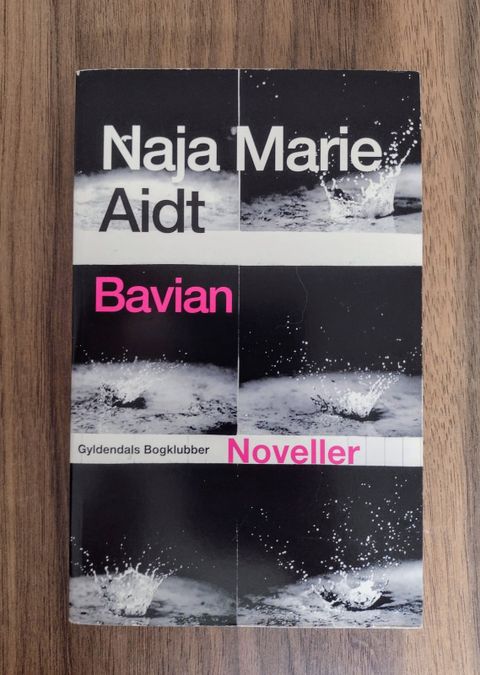 Naja Marie
Aidt
Bavian
Gyldendals Bogklubber
Noveller